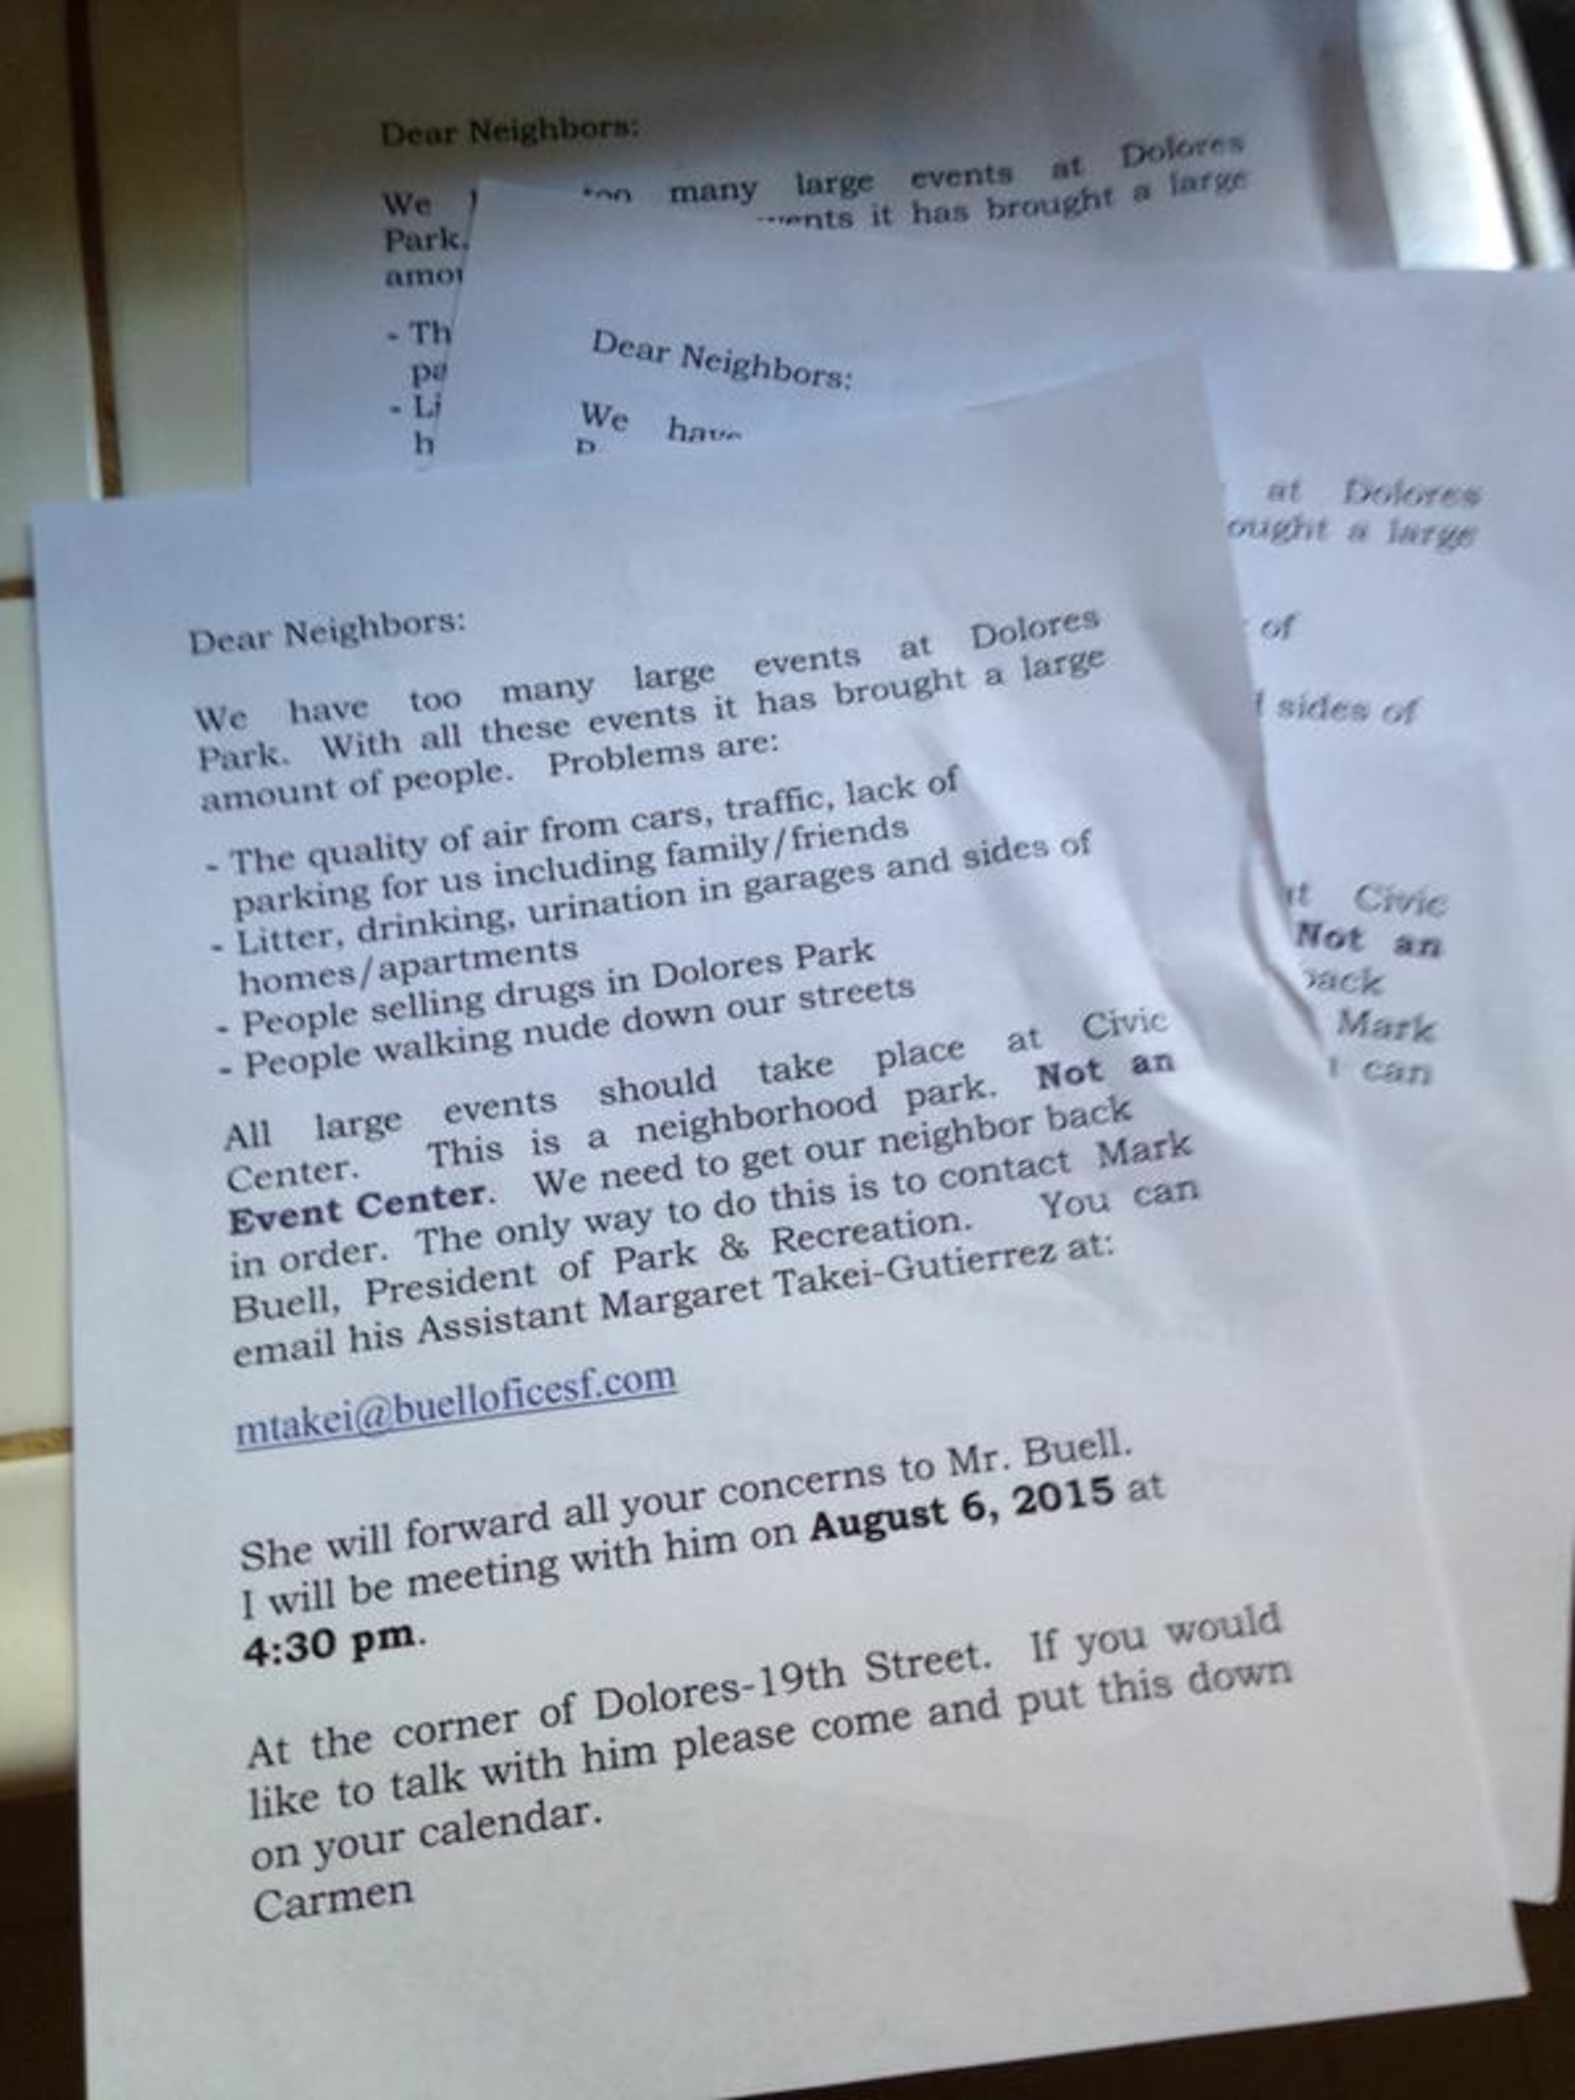 Dear Neighbors:
We too many large events at Dolores
Park. it has brought a large
- Th
- Li
h
Dear Neighbors:
We have
at Dolores
a large
of
sides of
Civic
Not an
Mark
can
Dear Neighbors:
We have too many large events at Dolores
Park. With all these events it has brought a large
amount of people. Problems are:
- The quality of air from cars, traffic, lack of
parking for us including family/friends
- Litter, drinking, urination in garages and sides of
homes/apartments
- People selling drugs in Dolores Park
- People walking nude down our streets
All large events should take place at Civic
Center. This is a neighborhood park. Not an
Event Center. We need to get our neighbor back
in order. The only way to do this is to contact Mark
Buell, President of Park & Recreation. You can
email his Assistant Margaret Takei-Gutierrez at:
mtakei@buelloficesf.com
She will forward all your concerns to Mr. Buell.
I will be meeting with him on August 6, 2015 at
4:30 pm.
At the corner of Dolores-19th Street. If you would
like to talk with him please come and put this down
on your calendar.
Carmen